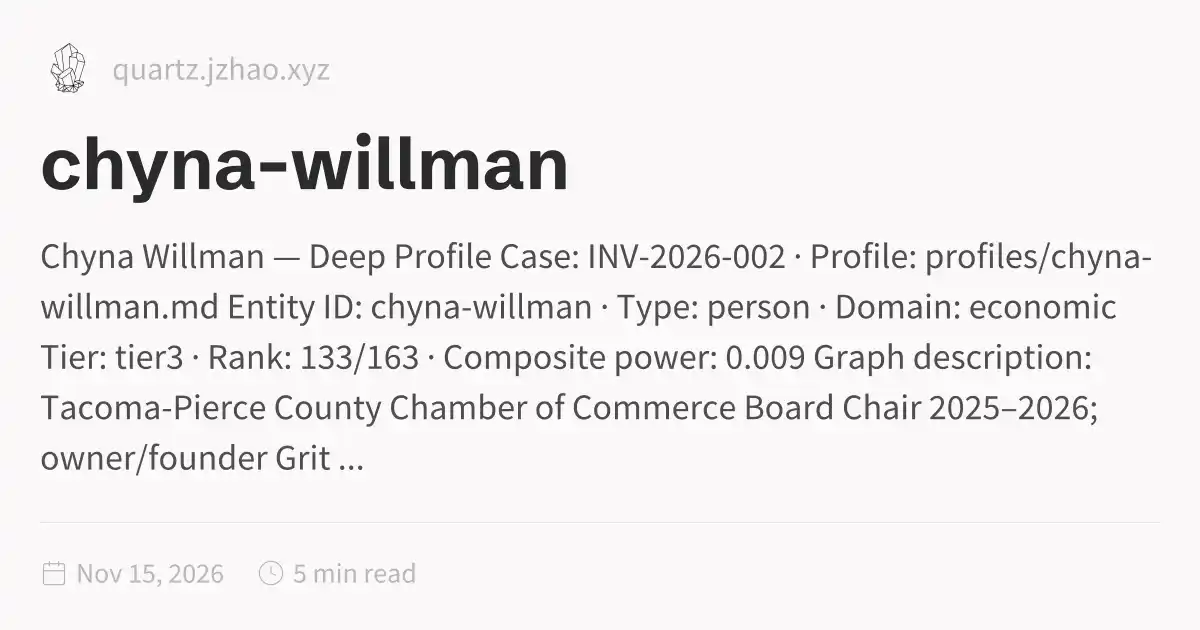 quartz.jzhao.xyz
chyna-willman
Chyna Willman — Deep Profile Case: INV-2026-002 · Profile: profiles/chyna-
willman.md Entity ID: chyna-willman · Type: person · Domain: economic
Tier: tier3 · Rank: 133/163 · Composite power: 0.009 Graph description:
Tacoma-Pierce County Chamber of Commerce Board Chair 2025–2026;
owner/founder Grit ...
Nov 15, 2026 5 min read